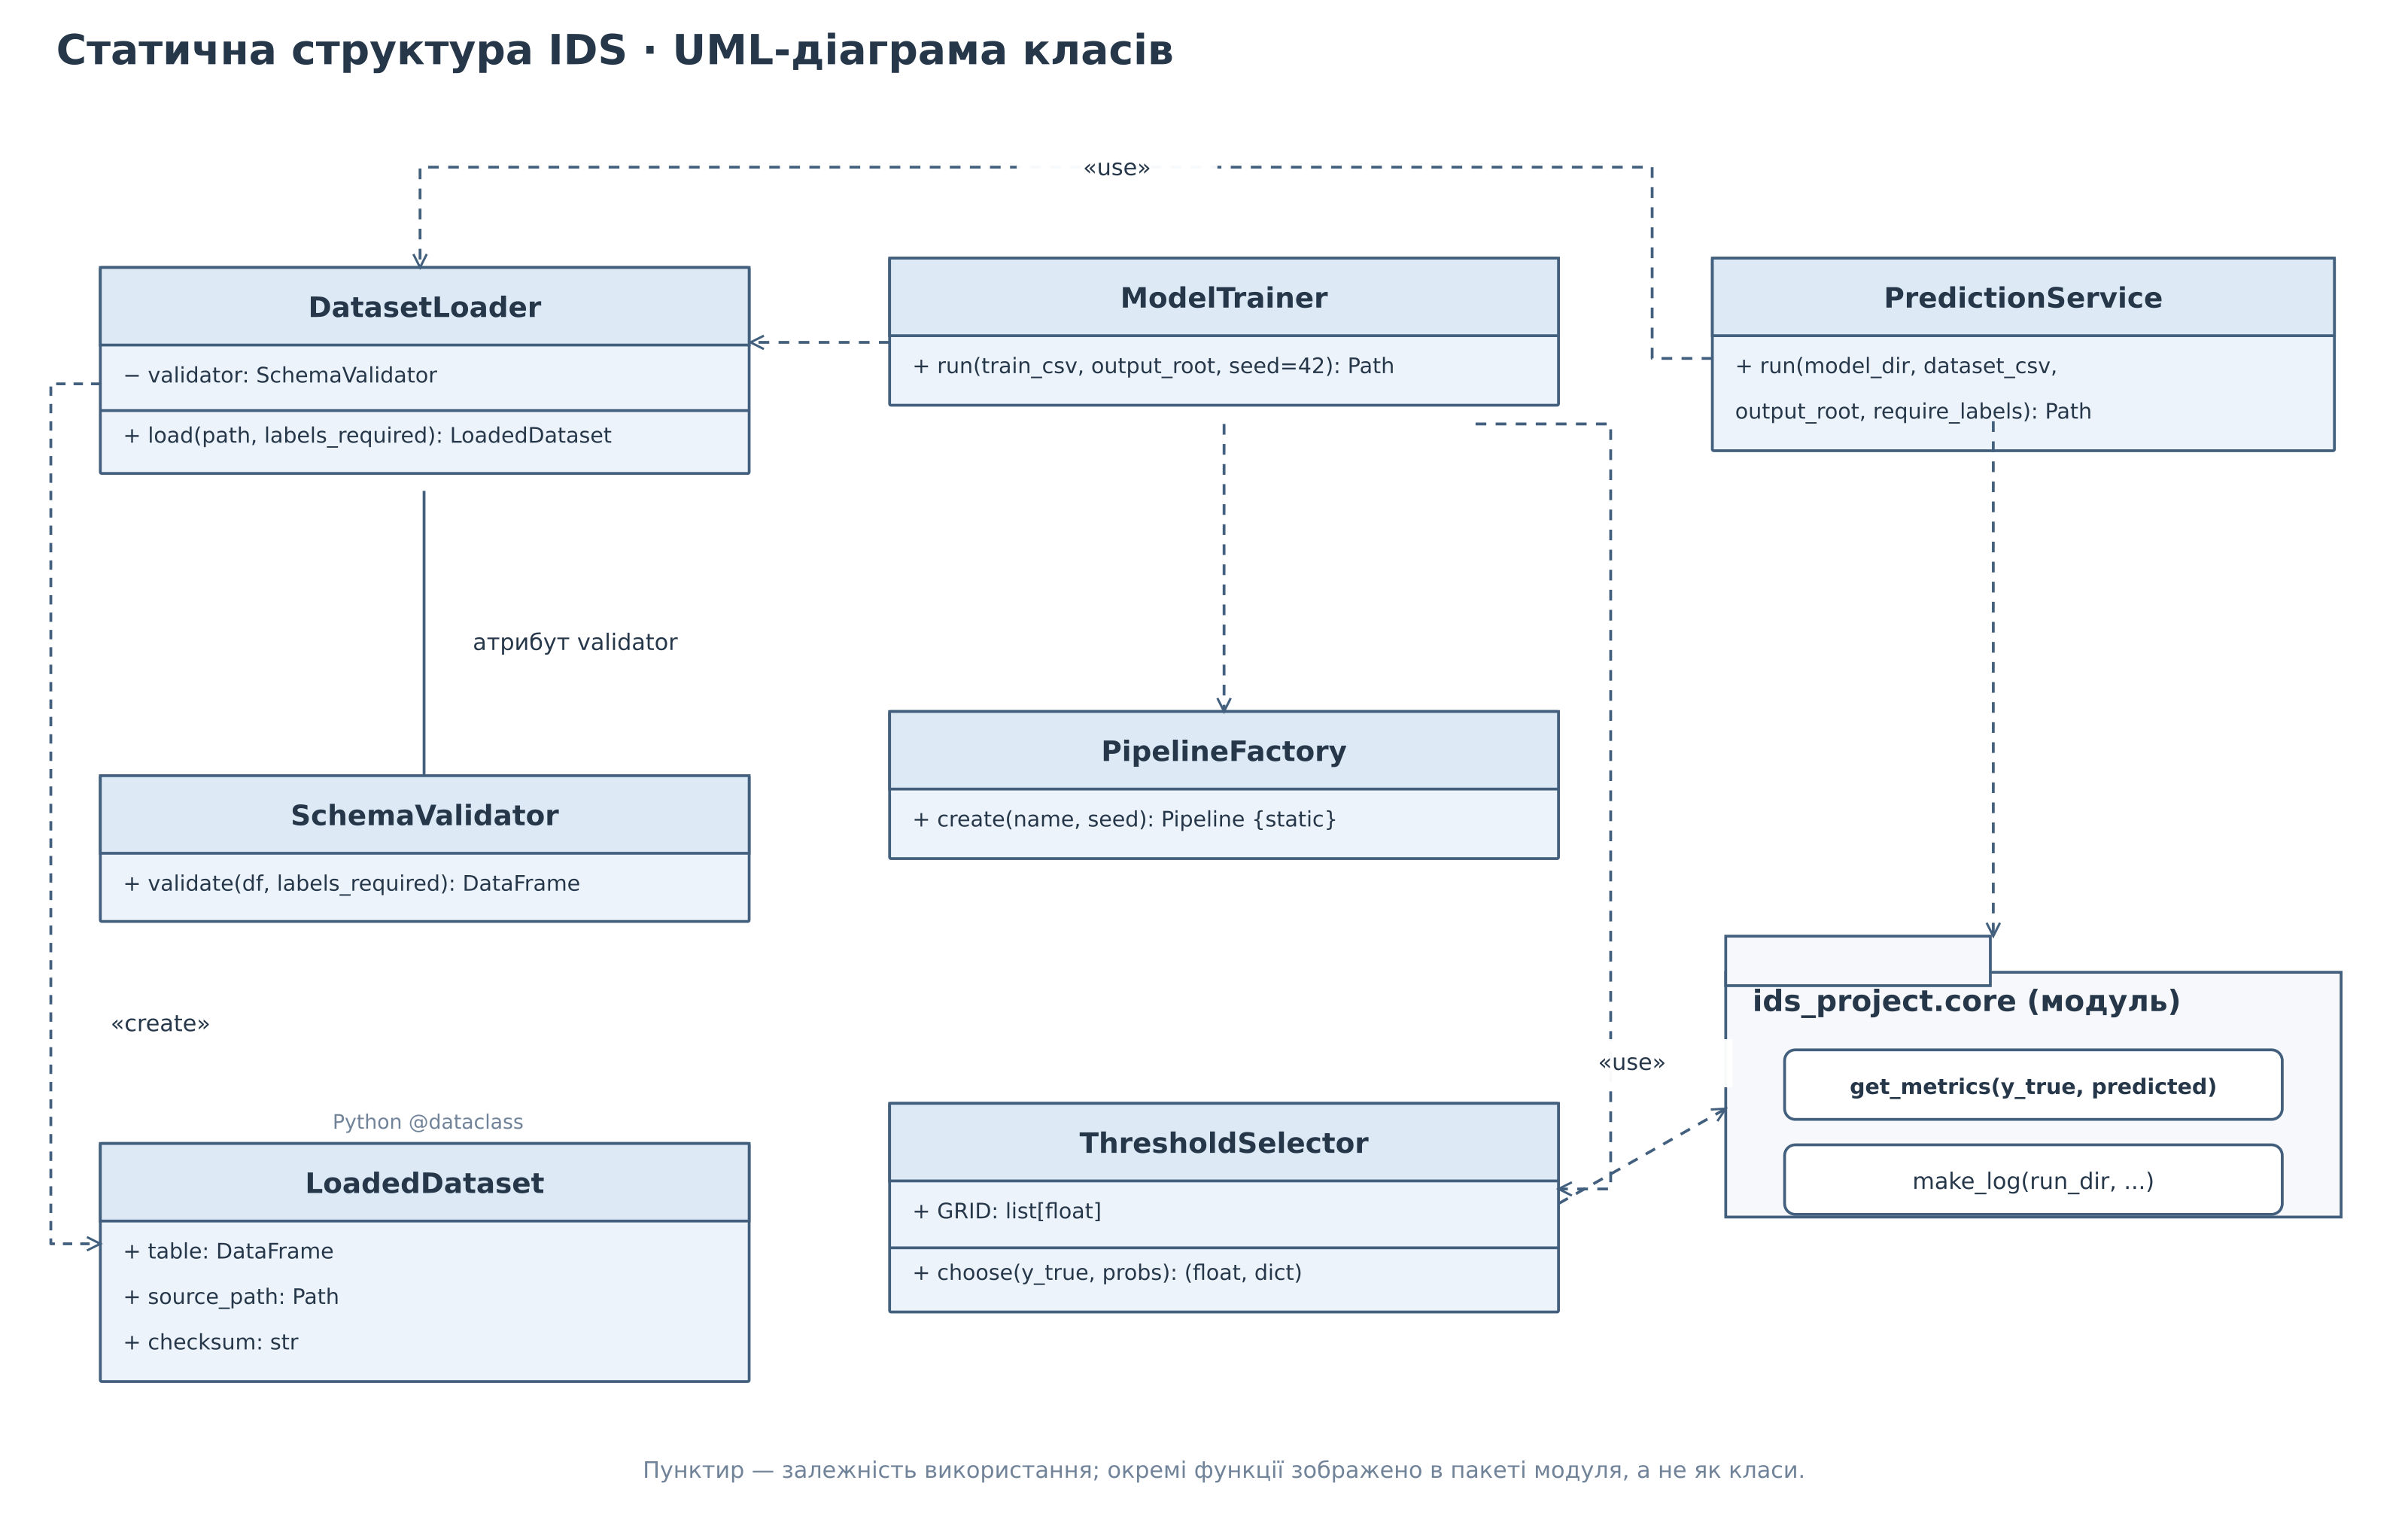 Статична структура IDS · UML-діаграма класів
«use»
DatasetLoader
− validator: SchemaValidator
+ load(path, labels_required): LoadedDataset
ModelTrainer
+ run(train_csv, output_root, seed=42): Path
PredictionService
+ run(model_dir, dataset_csv,
output_root, require_labels): Path
атрибут validator
PipelineFactory
+ create(name, seed): Pipeline {static}
SchemaValidator
+ validate(df, labels_required): DataFrame
«create»
ids_project.core (модуль)
get_metrics(y_true, predicted)
make_log(run_dir, ...)
«use»
Python @dataclass
LoadedDataset
+ table: DataFrame
+ source_path: Path
+ checksum: str
ThresholdSelector
+ GRID: list[float]
+ choose(y_true, probs): (float, dict)
Пунктир — залежність використання; окремі функції зображено в пакеті модуля, а не як класи.